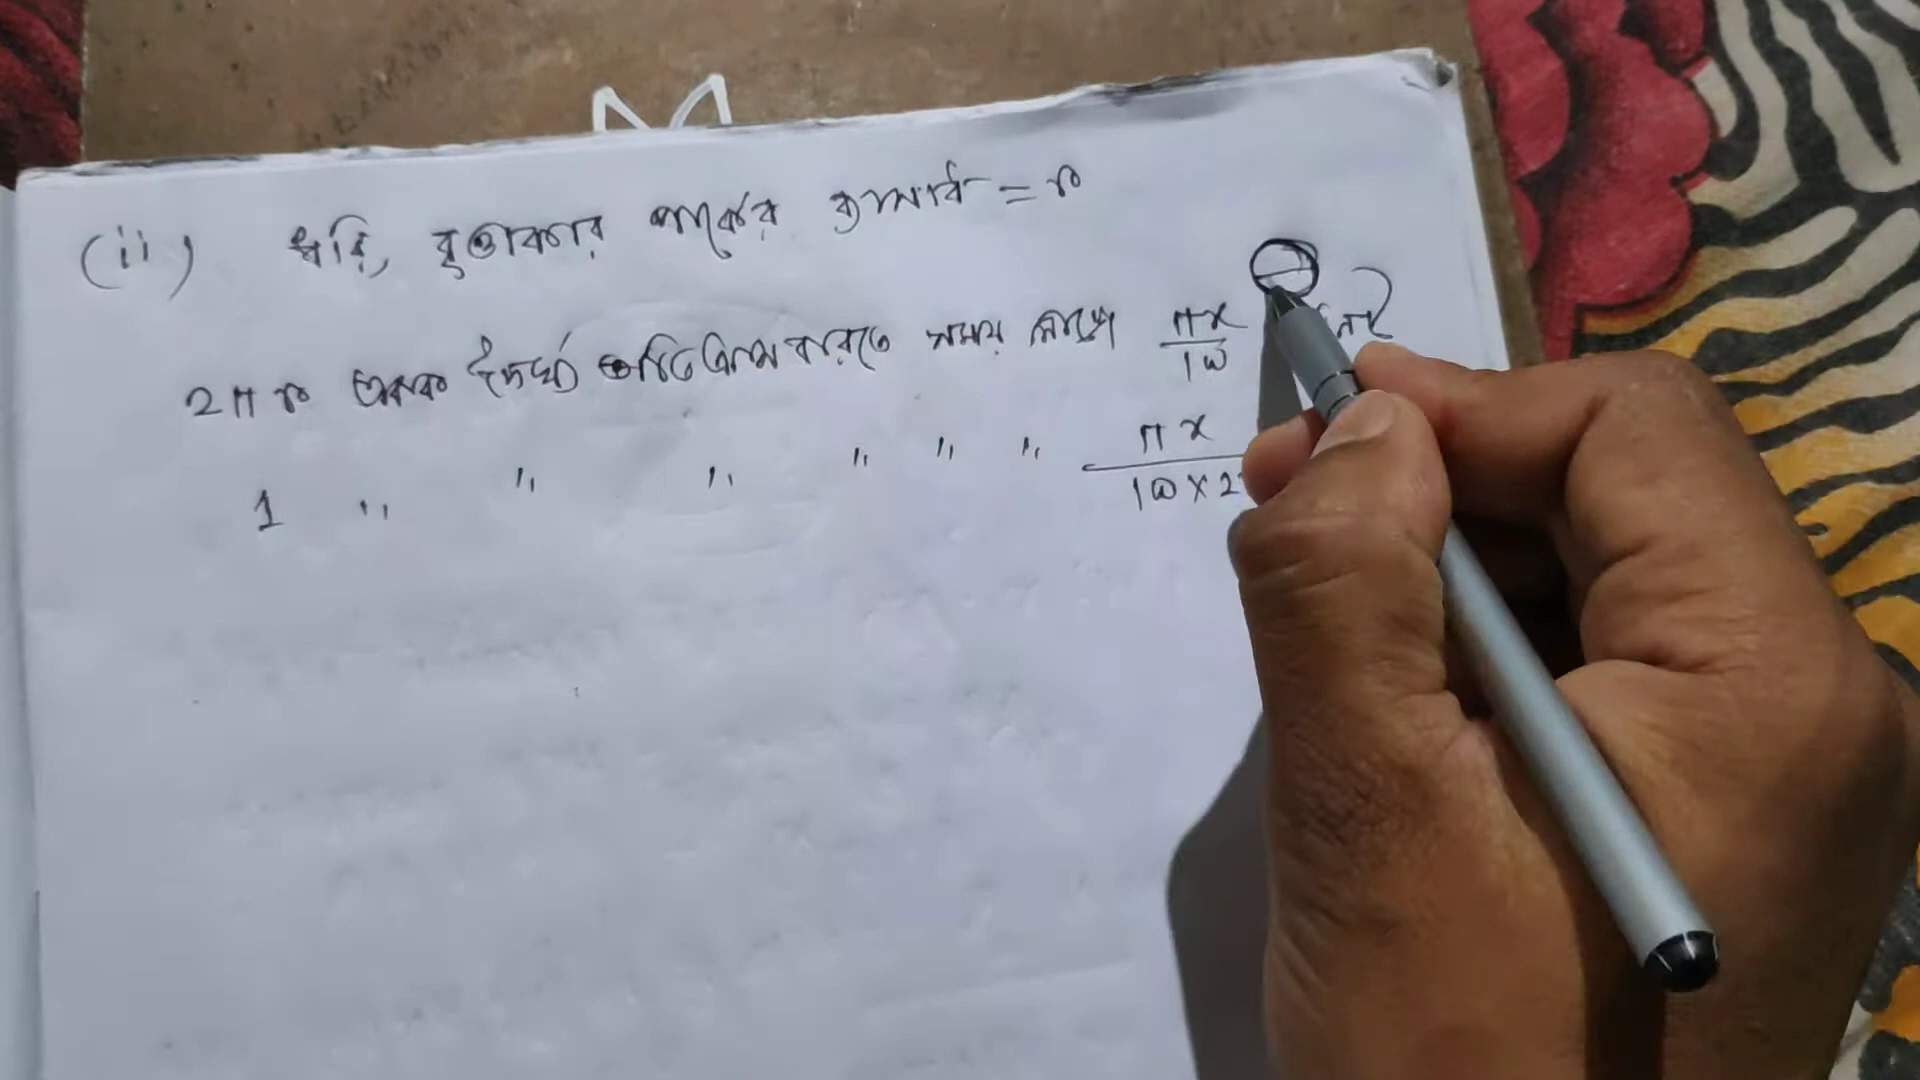 (ii) ধরি, বৃত্তাকার পার্কের ব্যাসার্ধ = r
2πr একক দৈর্ঘ্য অতিক্রম করতে সময় লাগে πx/10
1 " " " " " " πx/10×2